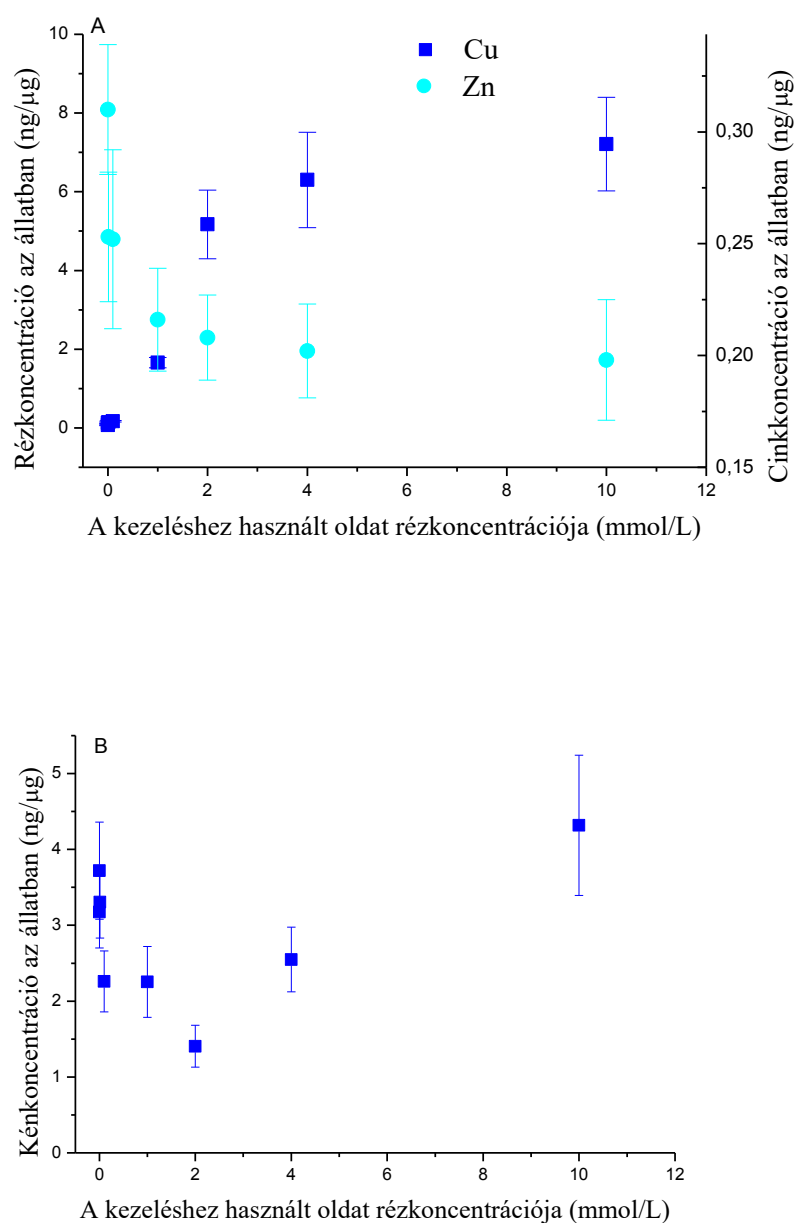 A
Cu
Zn
Rézkoncentráció az állatban (ng/µg)
10
8
6
4
2
0
0,30
0,25
0,20
0,15
Cinkkoncentráció az állatban (ng/µg)
0 2 4 6 8 10 12
A kezeléshez használt oldat rézkoncentrációja (mmol/L)
B
Kénkoncentráció az állatban (ng/µg)
5
4
3
2
1
0
0 2 4 6 8 10 12
A kezeléshez használt oldat rézkoncentrációja (mmol/L)